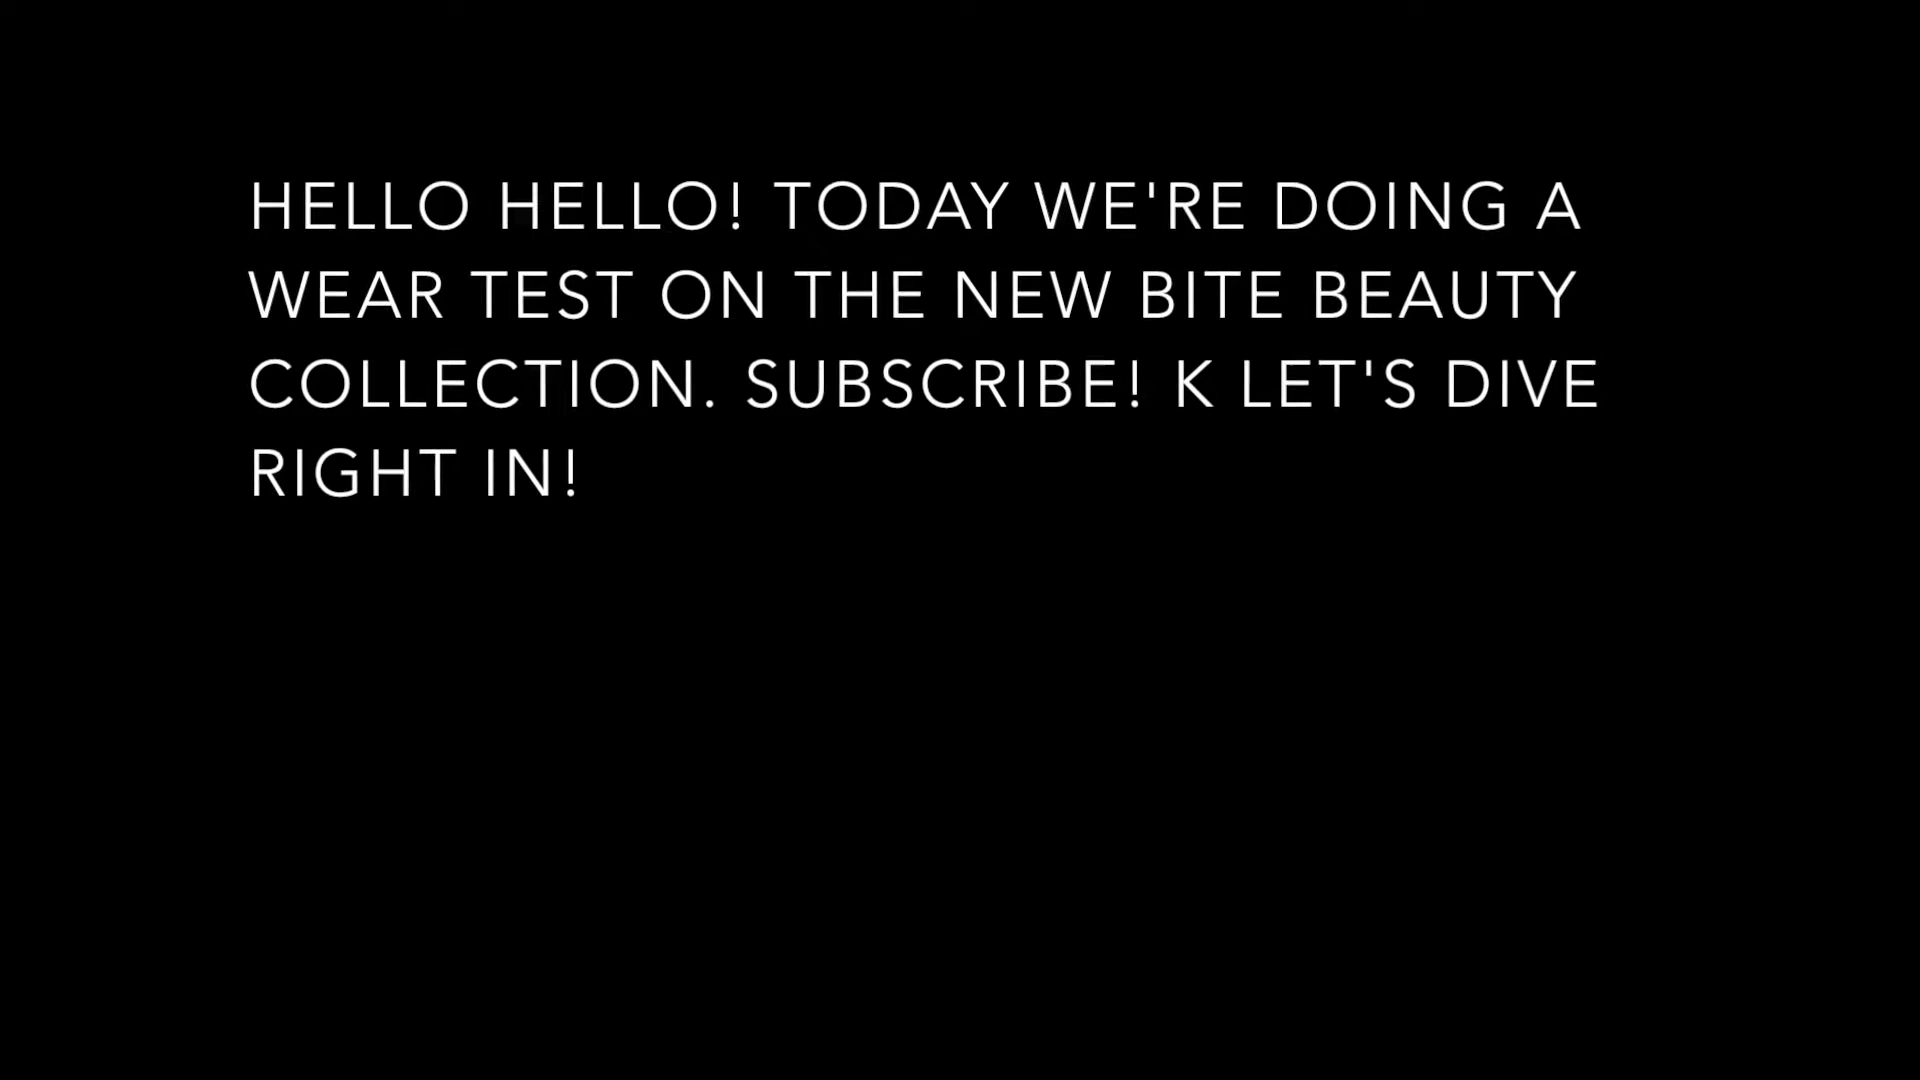 HELLO HELLO! TODAY WE'RE DOING A
WEAR TEST ON THE NEW BITE BEAUTY
COLLECTION. SUBSCRIBE! K LET'S DIVE
RIGHT IN!